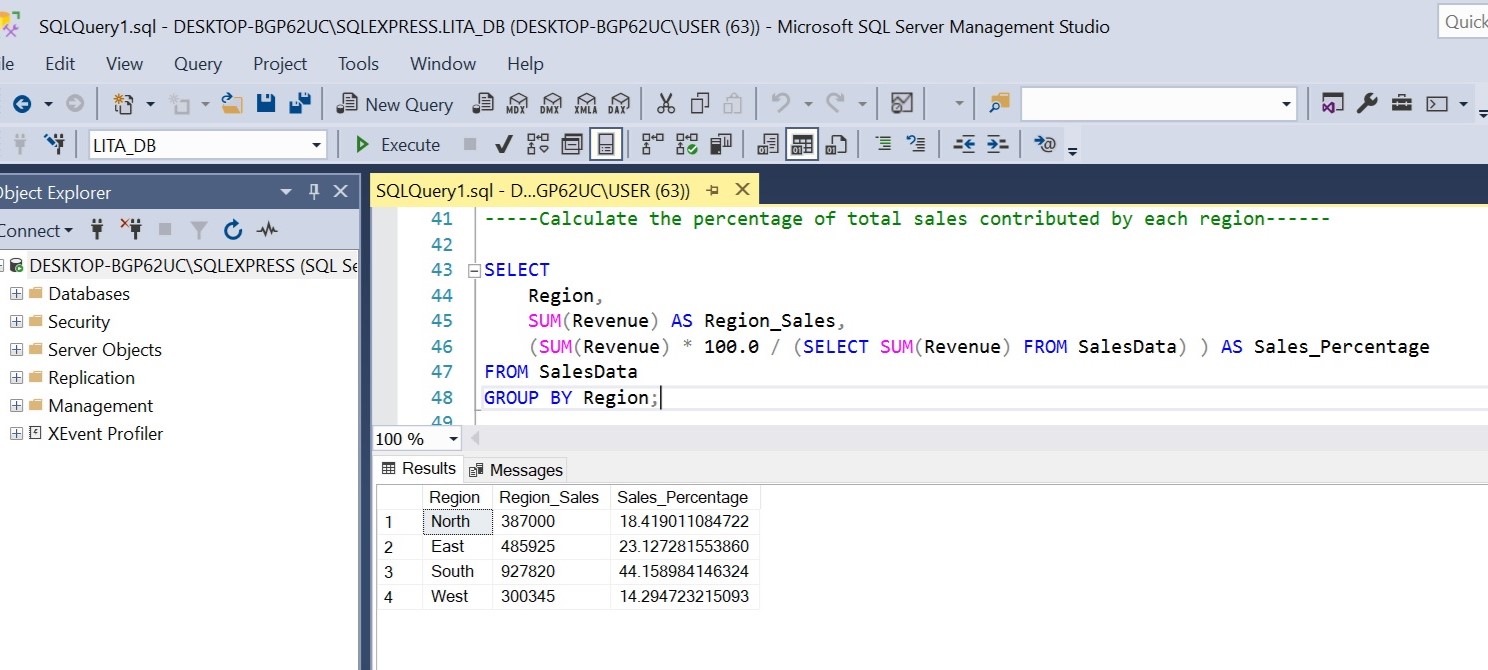 SQLQuery1.sql - DESKTOP-BGP62UC\SQLEXPRESS.LITA_DB (DESKTOP-BGP62UC\USER (63)) - Microsoft SQL Server Management Studio
Quick
le Edit View Query Project Tools Window Help
New Query MDX DMX XMLA DAX
LITA_DB Execute
bject Explorer
SQLQuery1.sql - D...GP62UC\USER (63))
Connect
DESKTOP-BGP62UC\SQLEXPRESS (SQL Se
Databases
Security
Server Objects
Replication
Management
XEvent Profiler
41 -----Calculate the percentage of total sales contributed by each region------
42
43 SELECT
44 Region,
45 SUM(Revenue) AS Region_Sales,
46 (SUM(Revenue) * 100.0 / (SELECT SUM(Revenue) FROM SalesData) ) AS Sales_Percentage
47 FROM SalesData
48 GROUP BY Region;
49
100 %
Results Messages
Region Region_Sales Sales_Percentage
1 North 387000 18.419011084722
2 East 485925 23.127281553860
3 South 927820 44.158984146324
4 West 300345 14.294723215093